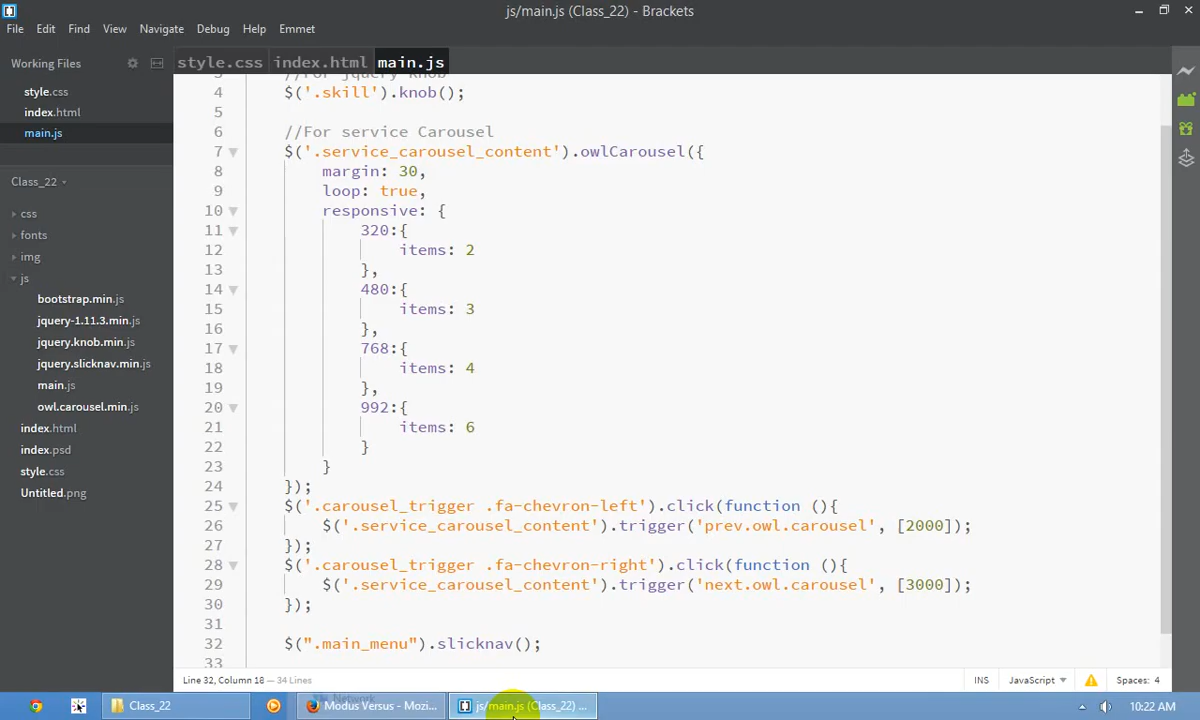 js/main.js (Class_22) - Brackets
File Edit Find View Navigate Debug Help Emmet
Working Files
style.css
index.html
main.js
Class_22
css
fonts
img
js
bootstrap.min.js
jquery-1.11.3.min.js
jquery.knob.min.js
jquery.slicknav.min.js
main.js
owl.carousel.min.js
index.html
index.psd
style.css
Untitled.png
style.css index.html main.js
3 //For jquery knob
4 $('.skill').knob();
5
6 //For service Carousel
7 $('.service_carousel_content').owlCarousel({
8 margin: 30,
9 loop: true,
10 responsive: {
11 320:{
12 items: 2
13 },
14 480:{
15 items: 3
16 },
17 768:{
18 items: 4
19 },
20 992:{
21 items: 6
22 }
23 }
24 });
25 $('.carousel_trigger .fa-chevron-left').click(function (){
26 $('.service_carousel_content').trigger('prev.owl.carousel', [2000]);
27 });
28 $('.carousel_trigger .fa-chevron-right').click(function (){
29 $('.service_carousel_content').trigger('next.owl.carousel', [3000]);
30 });
31
32 $(".main_menu").slicknav();
33
Line 32, Column 18 — 34 Lines
INS JavaScript Spaces: 4
Network
Class_22
Modus Versus - Mozi...
js/main.js (Class_22) ...
10:22 AM